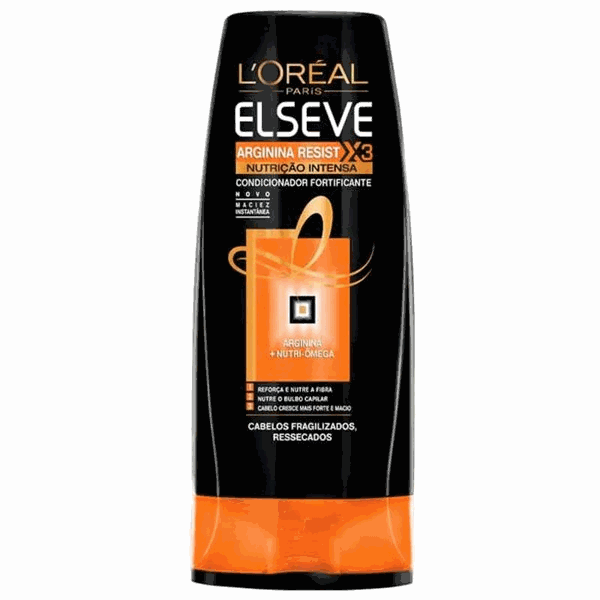 L'ORÉAL
PARIS
ELSEVE
ARGININA RESIST X3
NUTRIÇÃO INTENSA
CONDICIONADOR FORTIFICANTE
NOVO
MACIEZ
INSTANTÂNEA
ARGININA
+ NUTRI-ÔMEGA
REFORÇA E NUTRE A FIBRA
NUTRE O BULBO CAPILAR
CABELO CRESCE MAIS FORTE E MACIO
CABELOS FRAGILIZADOS,
RESSECADOS